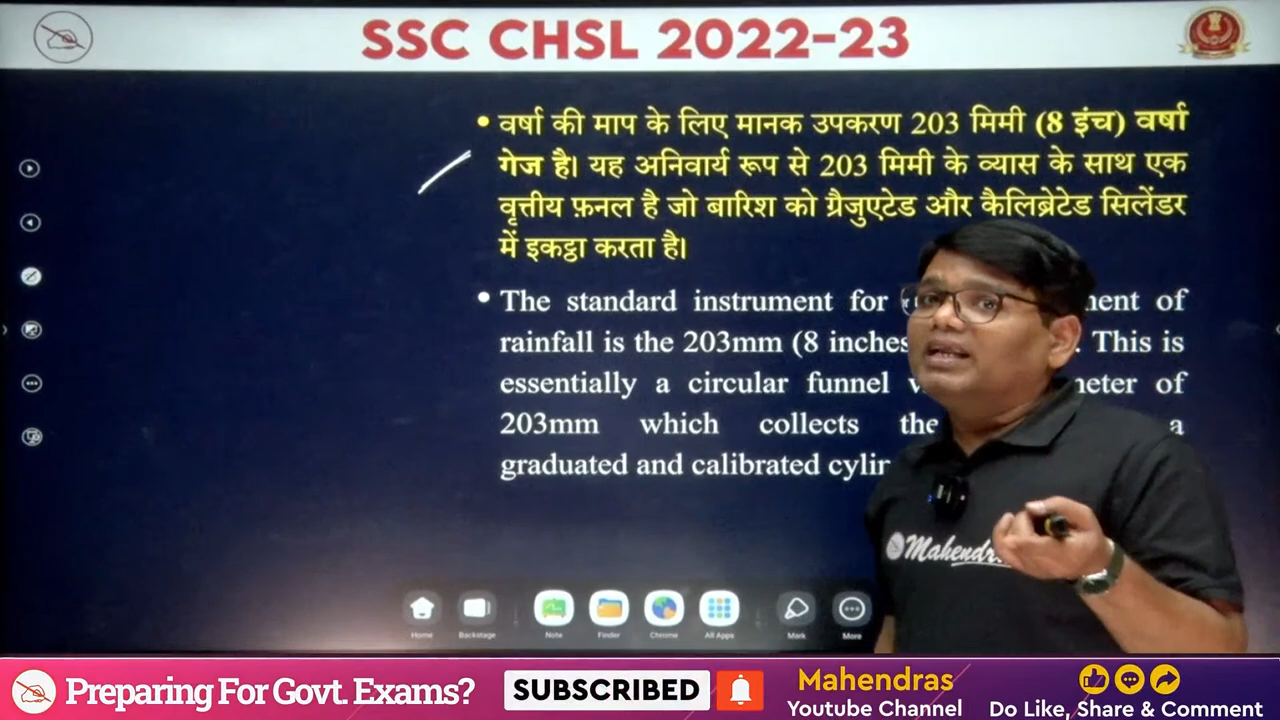 SSC CHSL 2022-23
• वर्षा की माप के लिए मानक उपकरण 203 मिमी (8 इंच) वर्षा
गेज है। यह अनिवार्य रूप से 203 मिमी के व्यास के साथ एक
वृत्तीय फ़नल है जो बारिश को ग्रैजुएटेड और कैलिब्रेटेड सिलेंडर
में इकट्ठा करता है।
• The standard instrument for of
rainfall is the 203mm (8 inches This is
essentially a circular funnel of
203mm which collects the a
graduated and calibrated
Mahendras
Home Backstage Note Finder Chrome All Apps Mark More
Preparing For Govt. Exams?
SUBSCRIBED
Mahendras
Youtube Channel
Do Like, Share & Comment